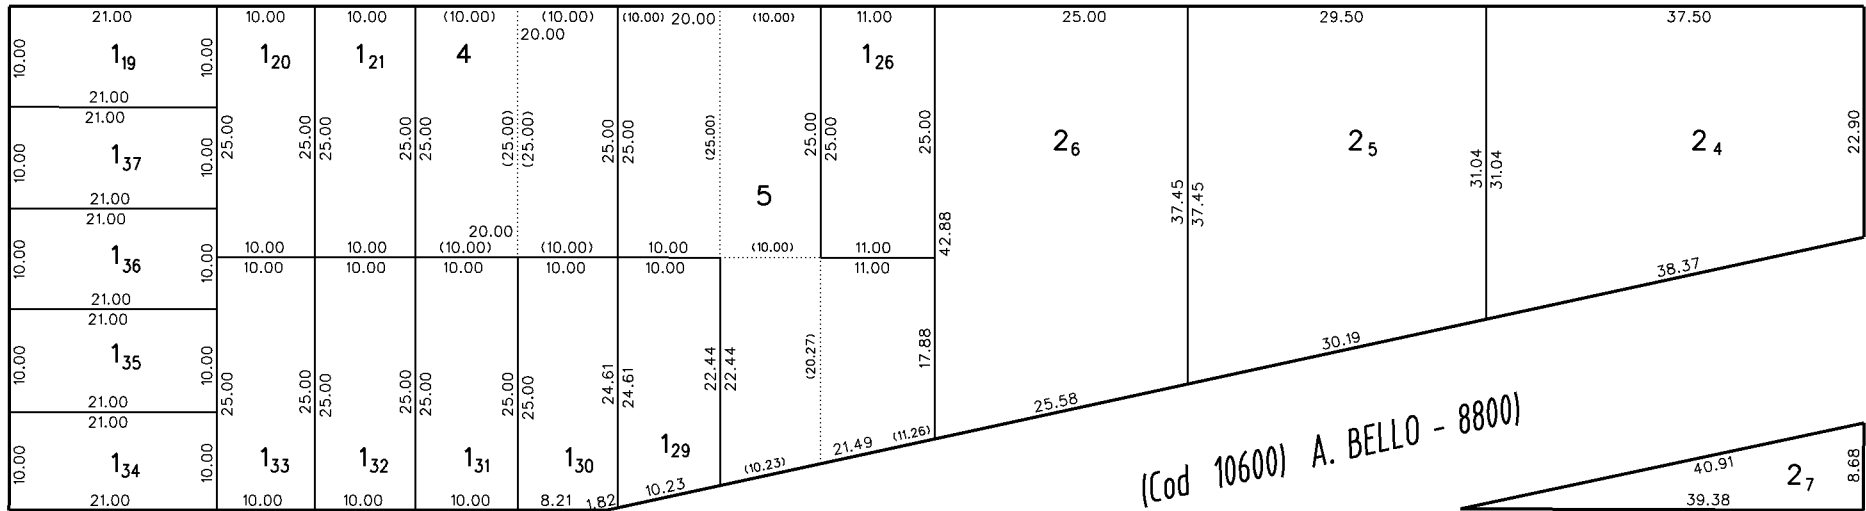 21.00 10.00 10.00 (10.00) (10.00) (10.00) 20.00 (10.00) 11.00 25.00 29.50 37.50
20.00
10.00 1₁₉ 10.00 1₂₀ 1₂₁ 4 1₂₆
21.00
21.00
10.00 1₃₇ 10.00 25.00 25.00 25.00 25.00 25.00 (25.00) (25.00) 25.00 25.00 (25.00) 25.00 25.00 25.00 2₆ 2₅ 2₄ 22.90
31.04 31.04
21.00 5 37.45 37.45
21.00
20.00 42.88
10.00 10.00 (10.00) (10.00) 10.00 (10.00) 11.00
10.00 1₃₆ 10.00 10.00 10.00 10.00 10.00 10.00 11.00 38.37
21.00
21.00
10.00 1₃₅ 10.00 22.44 22.44 (20.27) 17.88 30.19
25.00 25.00 25.00 25.00 25.00 25.00 25.00 24.61 24.61
21.00 25.58
21.00
10.00 1₃₄ 10.00 1₃₃ 1₃₂ 1₃₁ 1₃₀ 1₂₉ (10.23) 21.49 (11.26)
(Cod 10600) A. BELLO - 8800)
40.91 2₇ 8.68
21.00 10.00 10.00 10.00 8.21 1.82 10.23 39.38